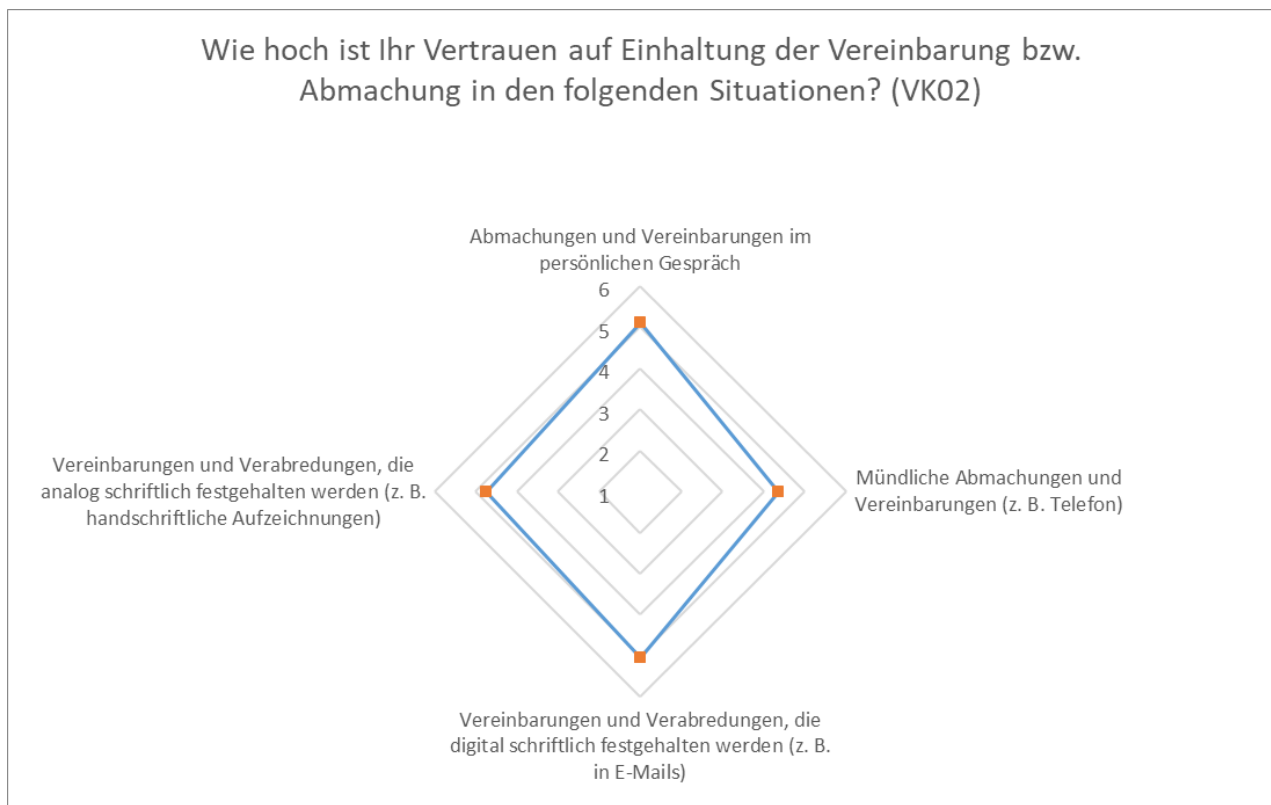 Wie hoch ist Ihr Vertrauen auf Einhaltung der Vereinbarung bzw.
Abmachung in den folgenden Situationen? (VK02)
Abmachungen und Vereinbarungen im
persönlichen Gespräch
6
5
4
3
2
1
Vereinbarungen und Verabredungen, die
analog schriftlich festgehalten werden (z. B.
handschriftliche Aufzeichnungen)
Mündliche Abmachungen und
Vereinbarungen (z. B. Telefon)
Vereinbarungen und Verabredungen, die
digital schriftlich festgehalten werden (z. B.
in E-Mails)